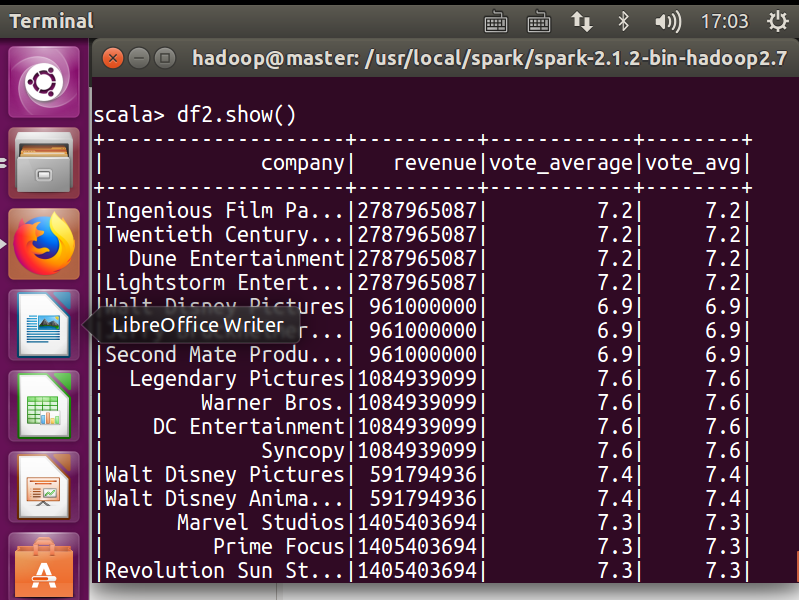 Terminal
17:03
hadoop@master: /usr/local/spark/spark-2.1.2-bin-hadoop2.7
scala> df2.show()
+--------------------+----------+------------+--------+
|             company|   revenue|vote_average|vote_avg|
+--------------------+----------+------------+--------+
|Ingenious Film Pa...|2787965087|         7.2|     7.2|
|Twentieth Century...|2787965087|         7.2|     7.2|
|  Dune Entertainment|2787965087|         7.2|     7.2|
|Lightstorm Entert...|2787965087|         7.2|     7.2|
|Walt Disney Pictures| 961000000|         6.9|     6.9|
LibreOffice Writer
...| 961000000|         6.9|     6.9|
|Second Mate Produ...| 961000000|         6.9|     6.9|
|  Legendary Pictures|1084939099|         7.6|     7.6|
|        Warner Bros.|1084939099|         7.6|     7.6|
|    DC Entertainment|1084939099|         7.6|     7.6|
|             Syncopy|1084939099|         7.6|     7.6|
|Walt Disney Pictures| 591794936|         7.4|     7.4|
|Walt Disney Anima...| 591794936|         7.4|     7.4|
|      Marvel Studios|1405403694|         7.3|     7.3|
|         Prime Focus|1405403694|         7.3|     7.3|
|Revolution Sun St...|1405403694|         7.3|     7.3|